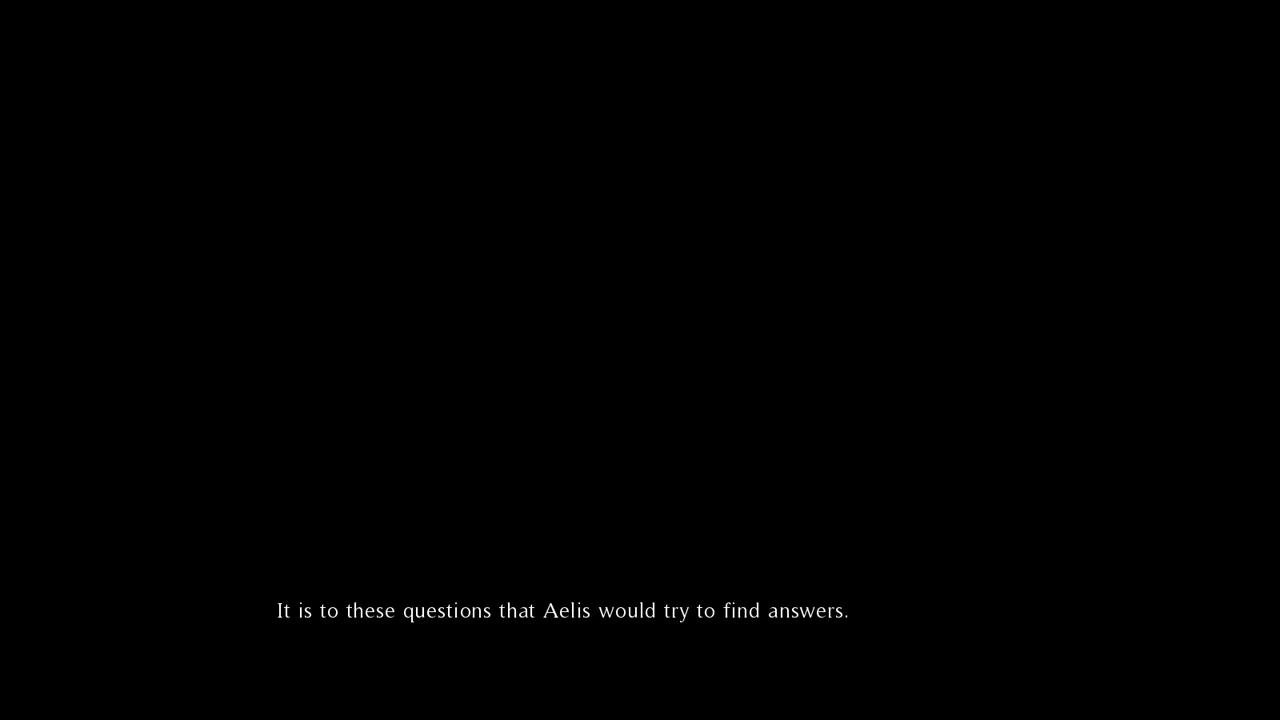 It is to these questions that Aelis would try to find answers.